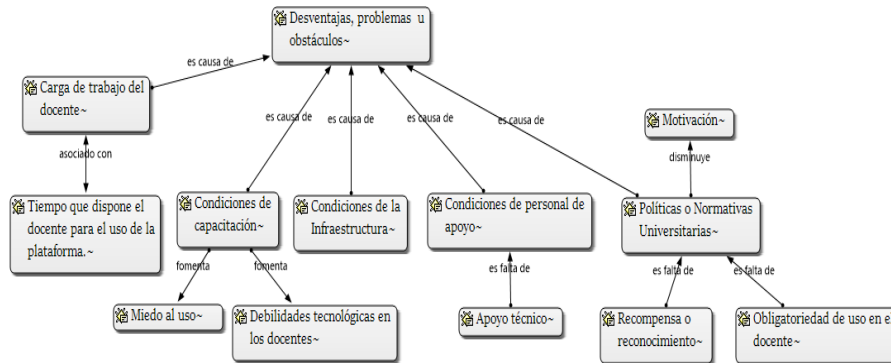 Desventajas, problemas u
obstáculos~
es causa de
Carga de trabajo del
docente~
es causa de
es causa de
es causa de
es causa de
Motivación~
asociado con
disminuye
Tiempo que dispone el
docente para el uso de la
plataforma.~
Condiciones de
capacitación~
Condiciones de la
Infraestructura~
Condiciones de personal de
apoyo~
Políticas o Normativas
Universitarias~
fomenta
fomenta
es falta de
es falta de
es falta de
Miedo al uso~
Debilidades tecnológicas en
los docentes~
Apoyo técnico~
Recompensa o
reconocimiento~
Obligatoriedad de uso en el
docente~